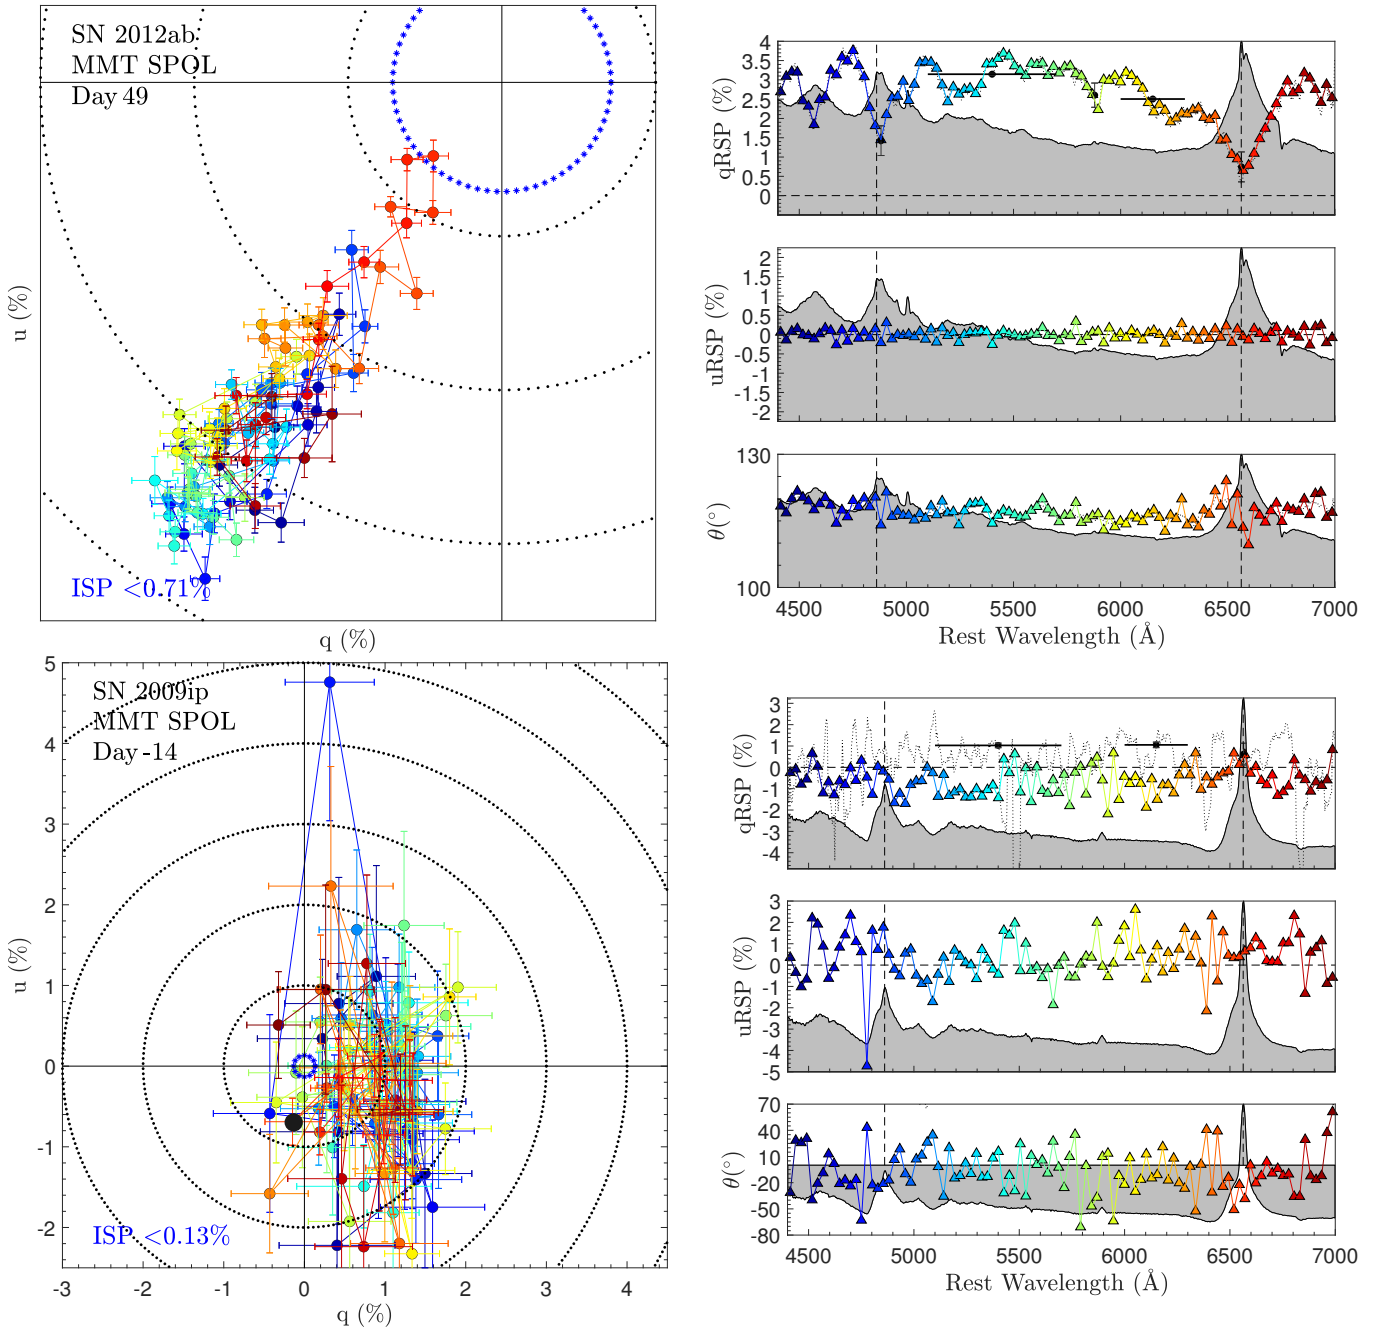 SN 2012ab
MMT SPOL
Day 49
u (%)
ISP <0.71%
q (%)
4
3.5
3
2.5
2
1.5
1
0.5
0
qRSP (%)
2
1.5
1
0.5
0
-0.5
-1
-1.5
-2
uRSP (%)
130
100
θ(°)
4500 5000 5500 6000 6500 7000
Rest Wavelength (Å)
SN 2009ip
MMT SPOL
Day -14
5
4
3
2
1
0
-1
-2
u (%)
ISP <0.13%
-3 -2 -1 0 1 2 3 4
q (%)
3
2
0
-1
-2
-3
-4
qRSP (%)
3
2
1
0
-1
-2
-3
-4
5
uRSP (%)
70
40
10
-20
-50
-80
θ(°)
4500 5000 5500 6000 6500 7000
Rest Wavelength (Å)